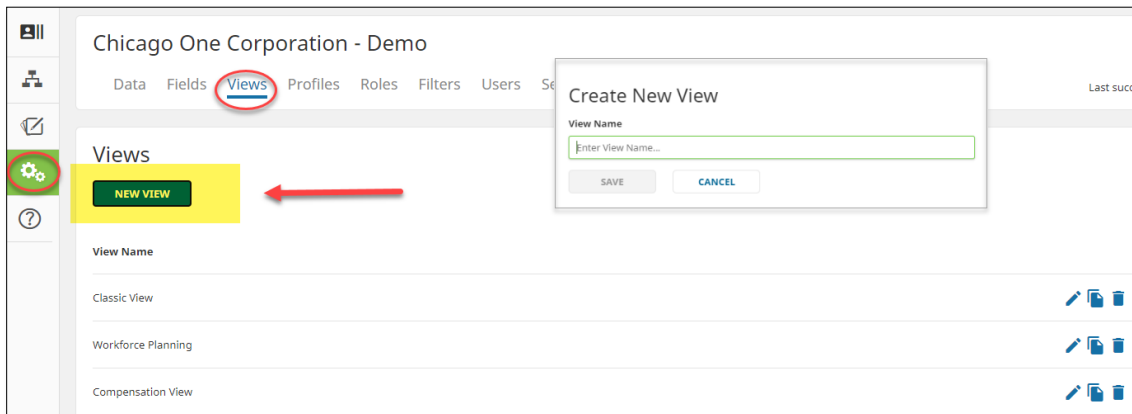 Chicago One Corporation - Demo
Data Fields Views Profiles Roles Filters Users Se
Last succ
Create New View
View Name
Enter View Name...
SAVE CANCEL
Views
NEW VIEW
View Name
Classic View
Workforce Planning
Compensation View